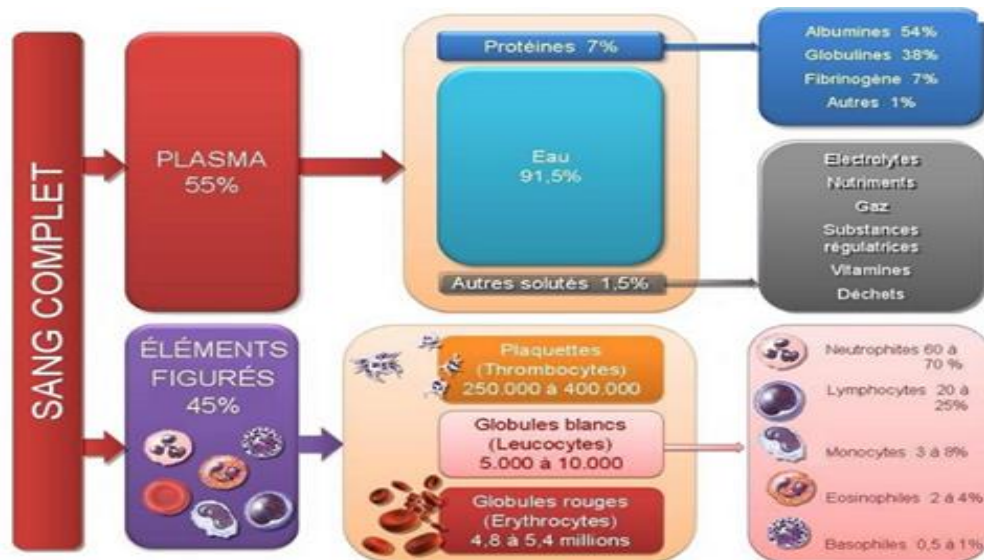 SANG COMPLET
PLASMA
55%
Protéines 7%
Eau
91,5%
Autres solutés 1,5%
Albumines 54%
Globulines 38%
Fibrinogène 7%
Autres 1%
Electrolytes
Nutriments
Gaz
Substances
régulatrices
Vitamines
Déchets
ÉLÉMENTS
FIGURÉS
45%
Plaquettes
(Thrombocytes)
250.000 à 400.000
Globules blancs
(Leucocytes)
5.000 à 10.000
Globules rouges
(Erythrocytes)
4,8 à 5,4 millions
Neutrophites 60 à
70 %
Lymphocytes 20 à
25%
Monocytes 3 à 8%
Eosinophiles 2 à 4%
Basophiles 0,5 à 1%